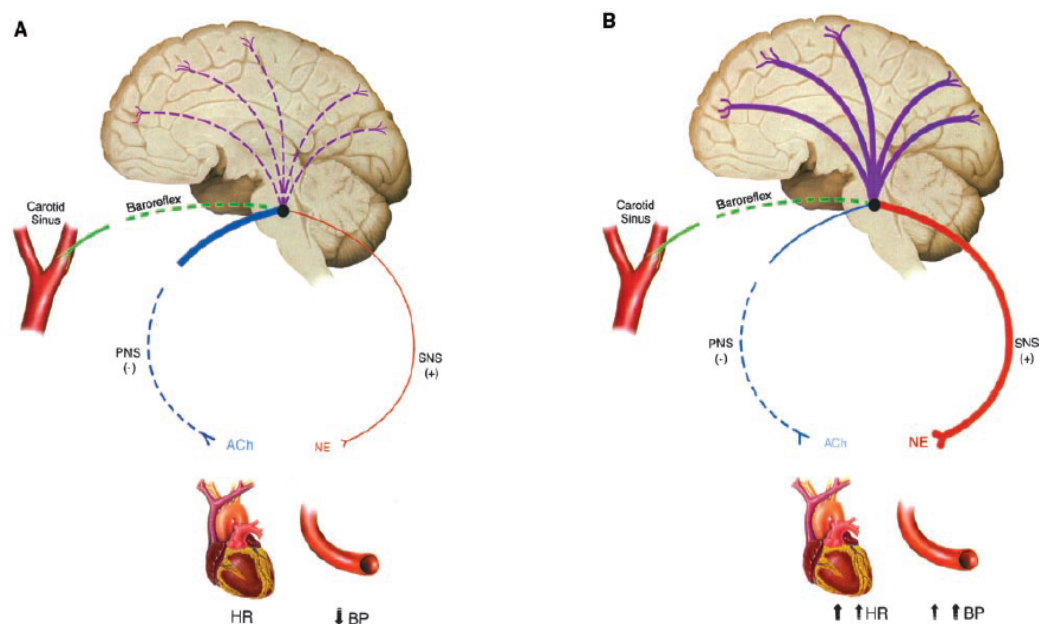 A
Carotid
Sinus
Baroreflex
PNS
(-)
SNS
(+)
ACh
NE
HR
⬇BP
B
Carotid
Sinus
Baroreflex
PNS
(-)
SNS
(+)
ACh
NE
⬆ ⬆HR
⬆ ⬆BP